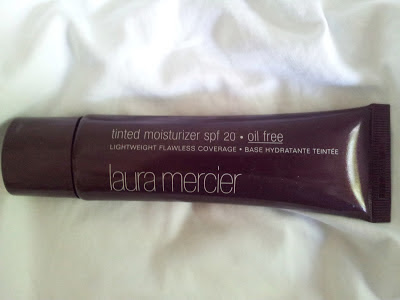 tinted moisturizer spf 20 • oil free
LIGHTWEIGHT FLAWLESS COVERAGE • BASE HYDRATANTE TEINTÉE
laura mercier